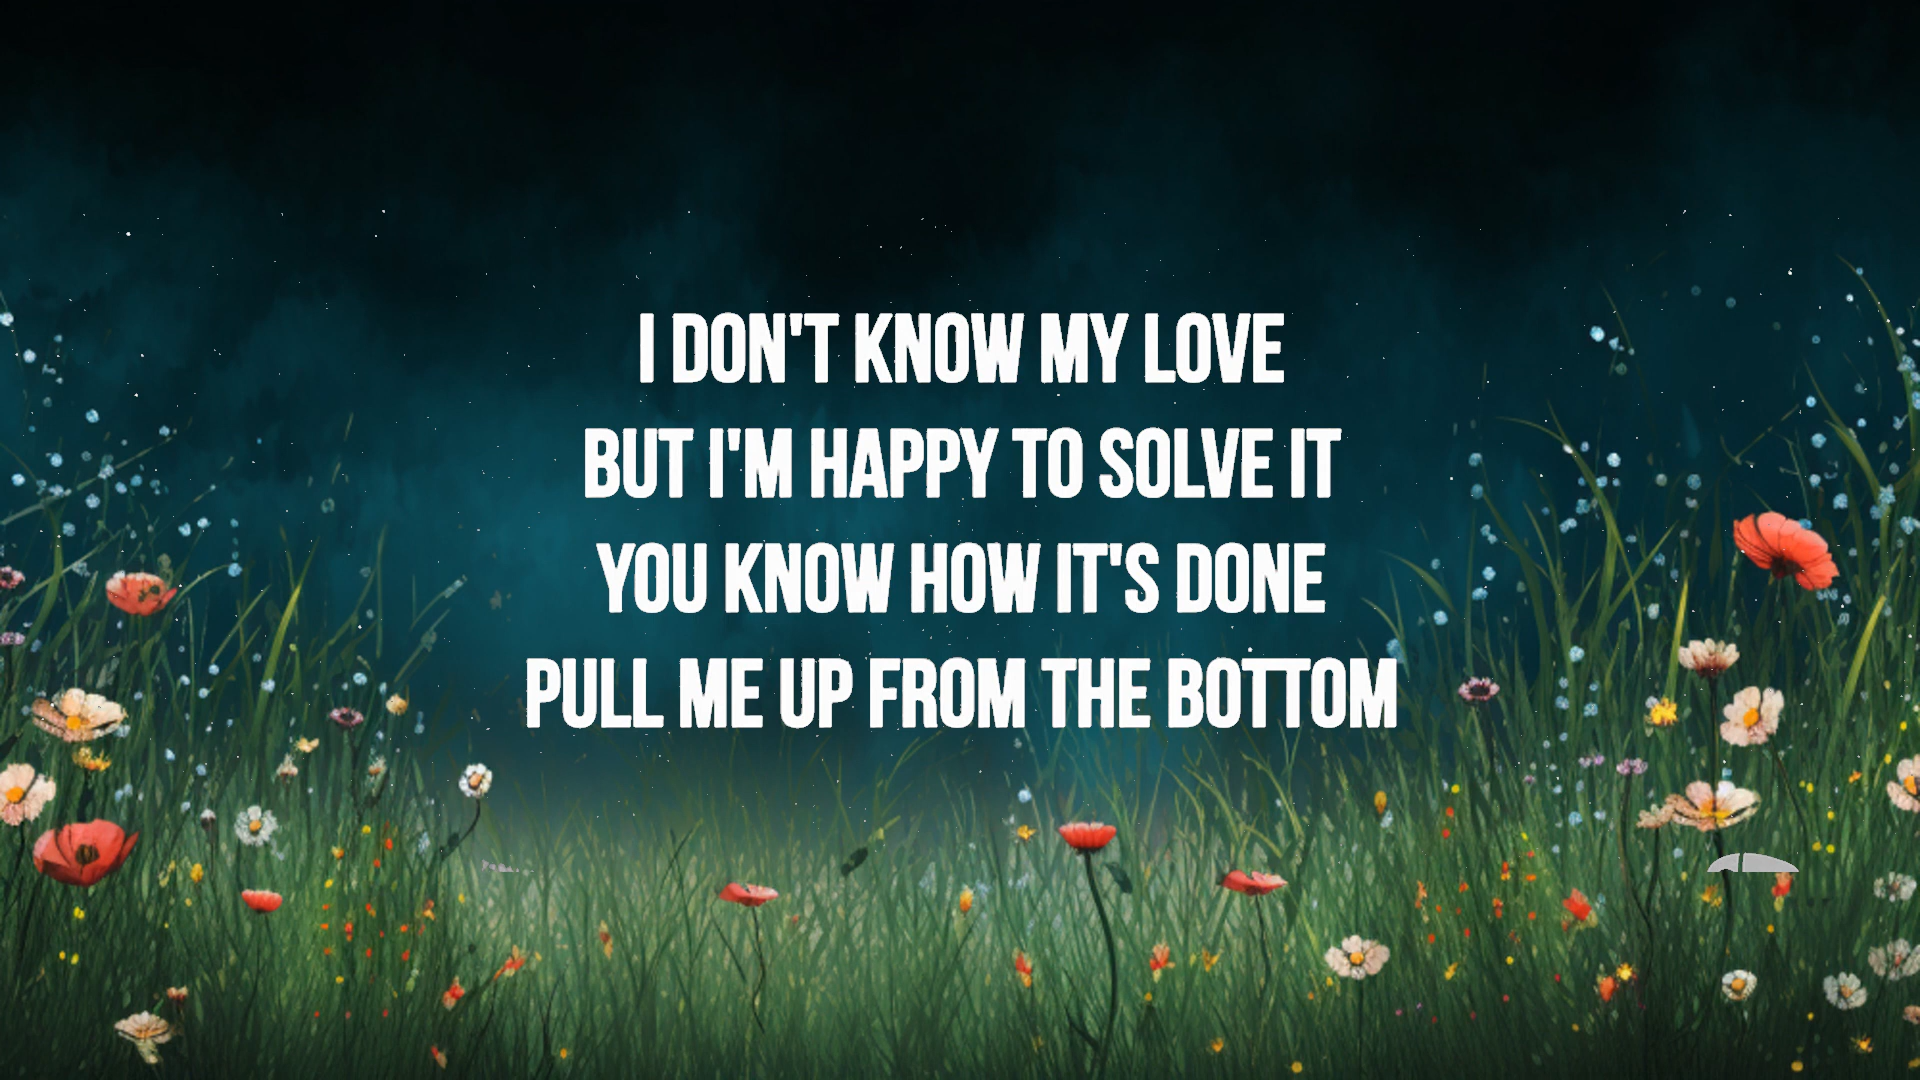 I DON'T KNOW MY LOVE
BUT I'M HAPPY TO SOLVE IT
YOU KNOW HOW IT'S DONE
PULL ME UP FROM THE BOTTOM